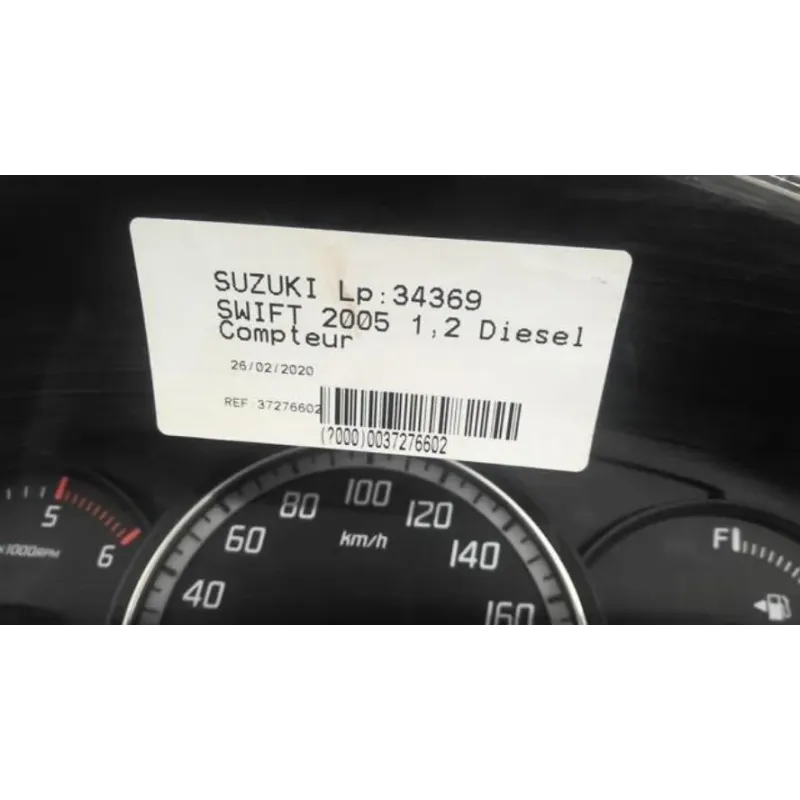 SUZUKI Lp:34369
SWIFT 2005 1,2 Diesel
Compteur
26/02/2020
REF 37276602
(?000)0037276602
5
6
x1000RPM
40
60
80
100
120
140
160
km/h
F